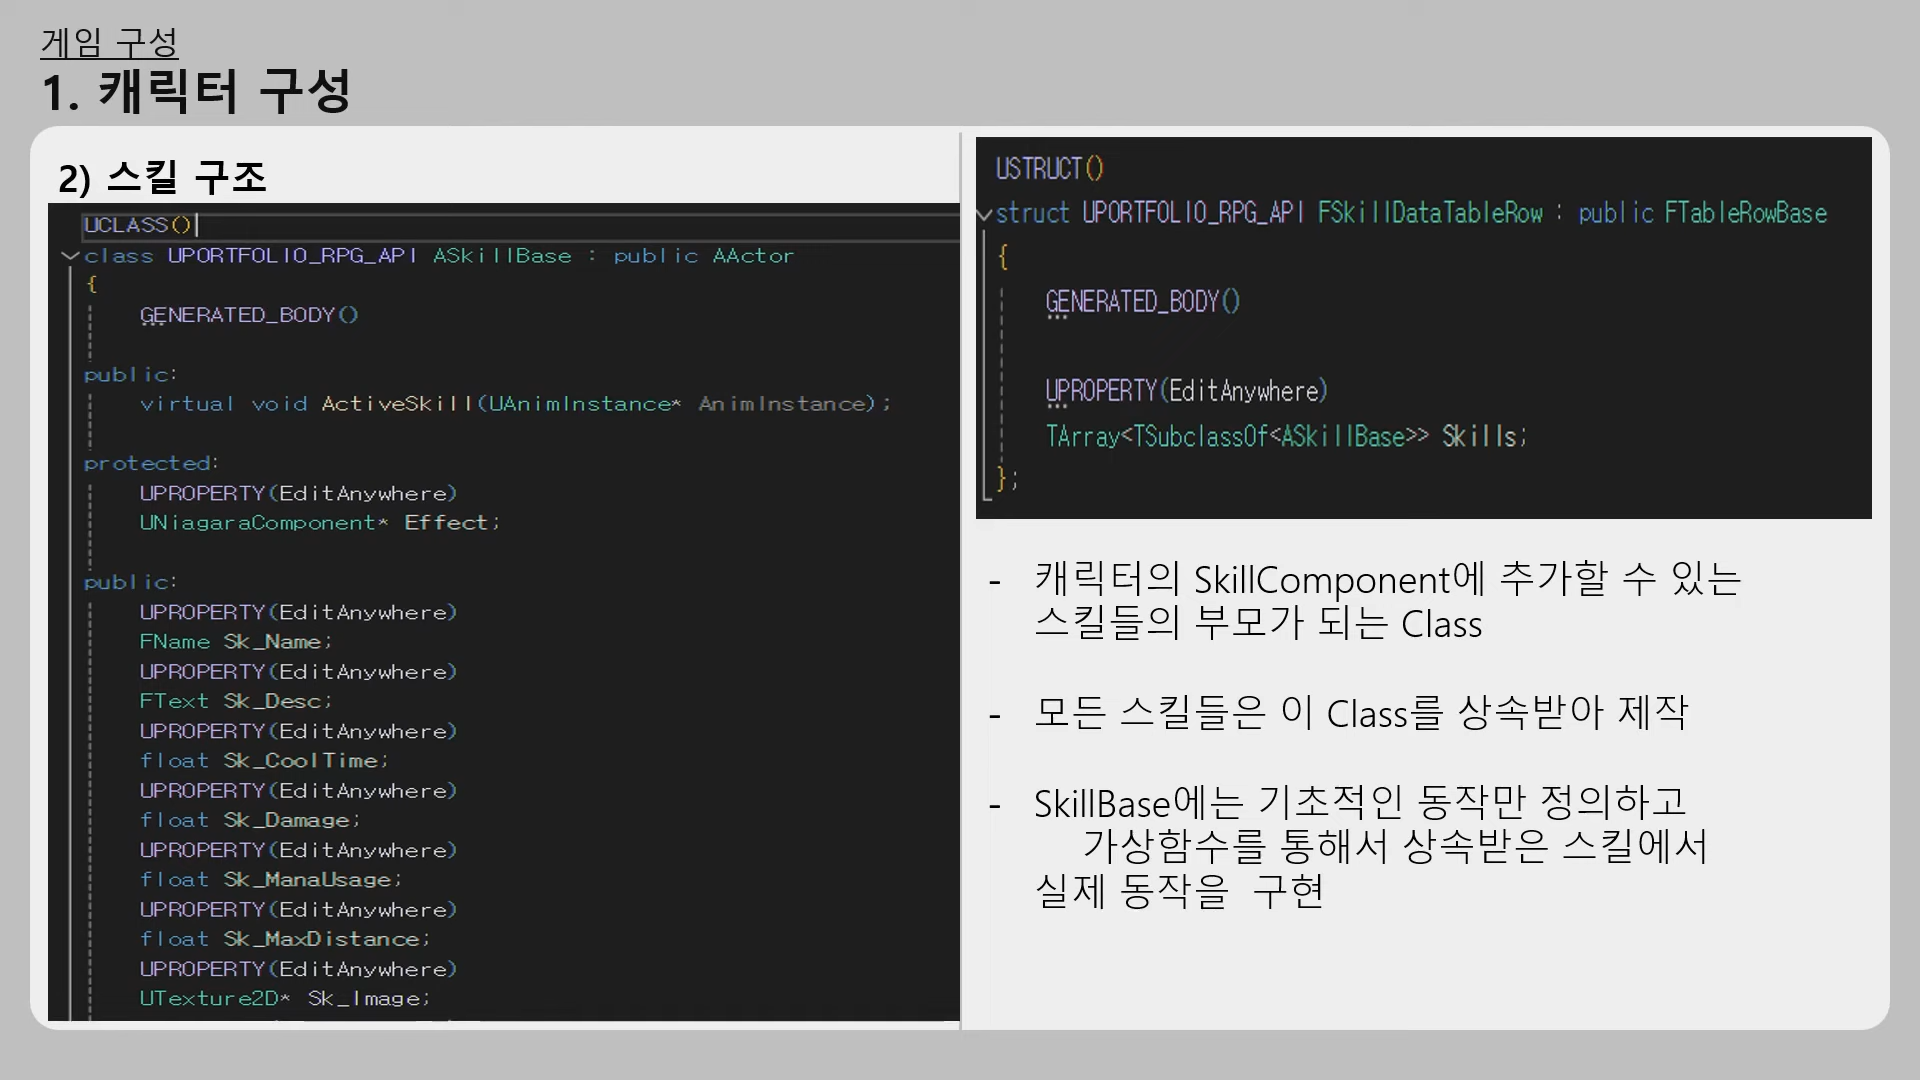 게임 구성
1. 캐릭터 구성
2) 스킬 구조
UCLASS()
class UPORTFOLIO_RPG_API ASkillBase : public AActor
{
GENERATED_BODY()
public:
virtual void ActiveSkill(UAnimInstance* AnimInstance);
protected:
UPROPERTY(EditAnywhere)
UNiagaraComponent* Effect;
public:
UPROPERTY(EditAnywhere)
FName Sk_Name;
UPROPERTY(EditAnywhere)
FText Sk_Desc;
UPROPERTY(EditAnywhere)
float Sk_CoolTime;
UPROPERTY(EditAnywhere)
float Sk_Damage;
UPROPERTY(EditAnywhere)
float Sk_ManaUsage;
UPROPERTY(EditAnywhere)
float Sk_MaxDistance;
UPROPERTY(EditAnywhere)
UTexture2D* Sk_Image;
USTRUCT()
struct UPORTFOLIO_RPG_API FSkillDataTableRow : public FTableRowBase
{
GENERATED_BODY()
UPROPERTY(EditAnywhere)
TArray<TSubclassOf<ASkillBase>> Skills;
};
- 캐릭터의 SkillComponent에 추가할 수 있는
스킬들의 부모가 되는 Class
- 모든 스킬들은 이 Class를 상속받아 제작
- SkillBase에는 기초적인 동작만 정의하고
가상함수를 통해서 상속받은 스킬에서
실제 동작을 구현